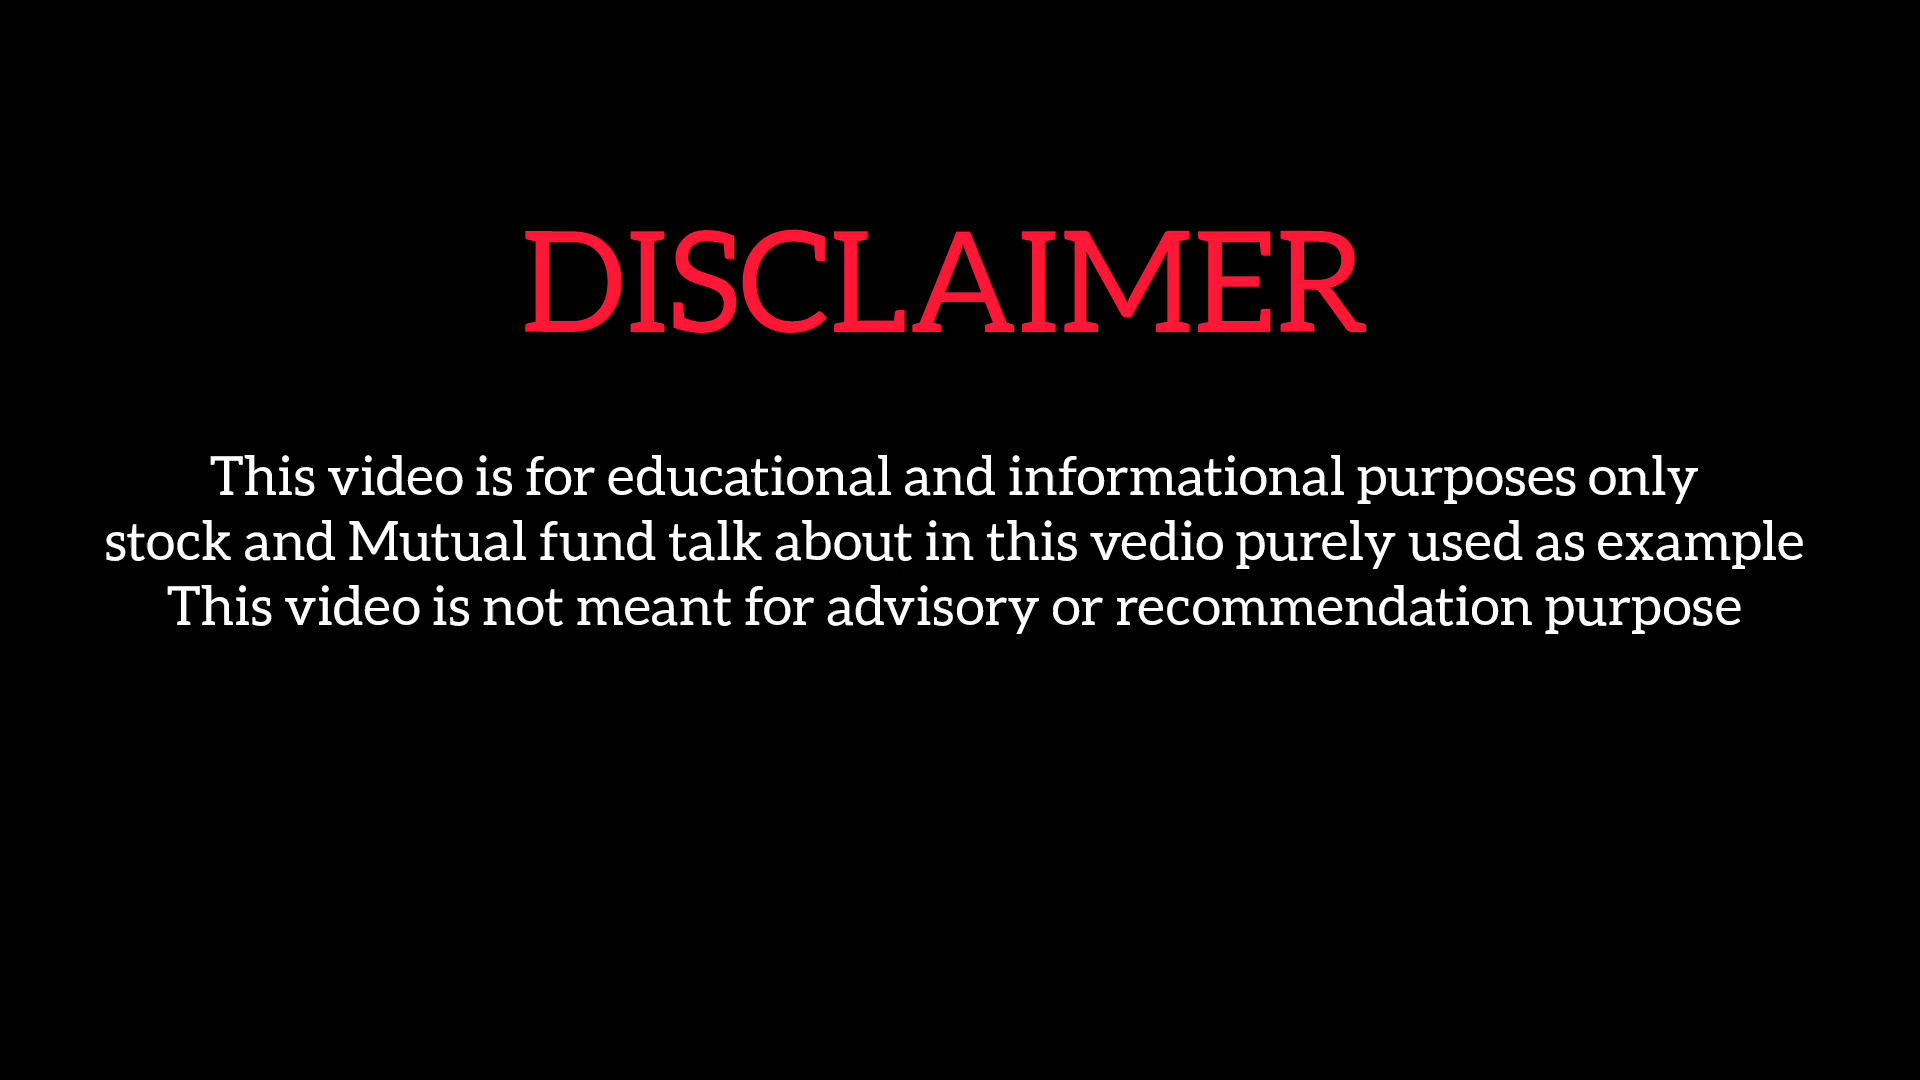 DISCLAIMER
This video is for educational and informational purposes only
stock and Mutual fund talk about in this vedio purely used as example
This video is not meant for advisory or recommendation purpose